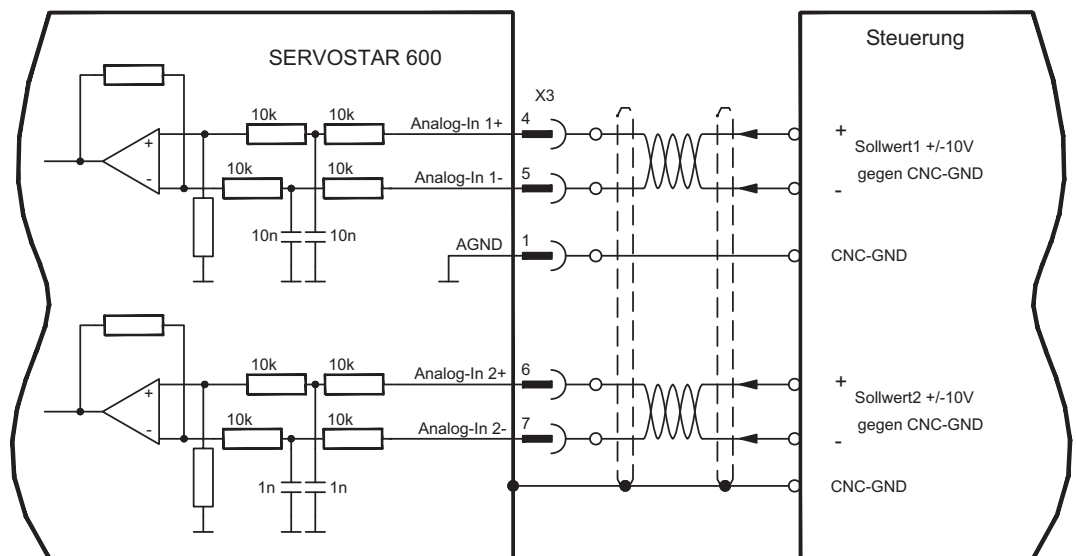 SERVOSTAR 600
Steuerung
X3
10k
10k
Analog-In 1+
4
+
-
10k
10k
Analog-In 1-
5
+
Sollwert1 +/-10V
gegen CNC-GND
-
10n
10n
AGND
1
CNC-GND
10k
10k
Analog-In 2+
6
+
-
10k
10k
Analog-In 2-
7
+
Sollwert2 +/-10V
gegen CNC-GND
-
1n
1n
CNC-GND